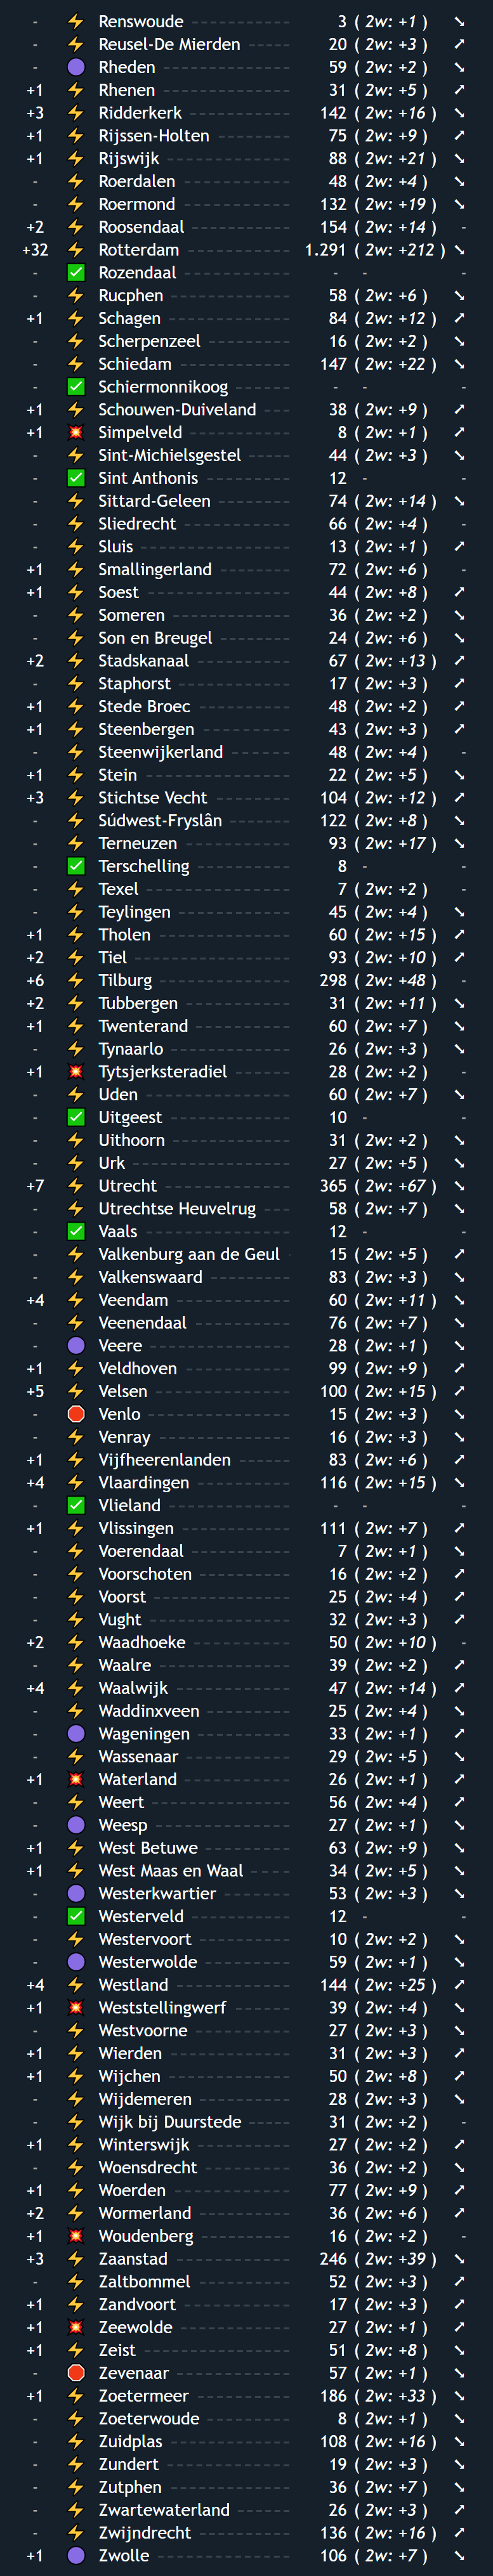 - ⚡ Renswoude 3 ( 2w: +1 ) ↘
- ⚡ Reusel-De Mierden 20 ( 2w: +3 ) ↗
- 🟣 Rheden 59 ( 2w: +2 ) ↘
+1 ⚡ Rhenen 31 ( 2w: +5 ) ↗
+3 ⚡ Ridderkerk 142 ( 2w: +16 ) ↘
+1 ⚡ Rijssen-Holten 75 ( 2w: +9 ) ↗
+1 ⚡ Rijswijk 88 ( 2w: +21 ) ↘
- ⚡ Roerdalen 48 ( 2w: +4 ) ↘
- ⚡ Roermond 132 ( 2w: +19 ) ↘
+2 ⚡ Roosendaal 154 ( 2w: +14 ) -
+32 ⚡ Rotterdam 1.291 ( 2w: +212 ) ↘
- ✅ Rozendaal - - -
- ⚡ Rucphen 58 ( 2w: +6 ) ↘
+1 ⚡ Schagen 84 ( 2w: +12 ) ↗
- ⚡ Scherpenzeel 16 ( 2w: +2 ) ↘
- ⚡ Schiedam 147 ( 2w: +22 ) ↘
- ✅ Schiermonnikoog - - -
+1 ⚡ Schouwen-Duiveland 38 ( 2w: +9 ) ↗
+1 💥 Simpelveld 8 ( 2w: +1 ) ↗
- ⚡ Sint-Michielsgestel 44 ( 2w: +3 ) ↘
- ✅ Sint Anthonis 12 - -
- ⚡ Sittard-Geleen 74 ( 2w: +14 ) ↘
- ⚡ Sliedrecht 66 ( 2w: +4 ) -
- ⚡ Sluis 13 ( 2w: +1 ) ↗
+1 ⚡ Smallingerland 72 ( 2w: +6 ) -
+1 ⚡ Soest 44 ( 2w: +8 ) ↗
- ⚡ Someren 36 ( 2w: +2 ) ↘
- ⚡ Son en Breugel 24 ( 2w: +6 ) ↘
+2 ⚡ Stadskanaal 67 ( 2w: +13 ) ↗
- ⚡ Staphorst 17 ( 2w: +3 ) ↗
+1 ⚡ Stede Broec 48 ( 2w: +2 ) ↗
+1 ⚡ Steenbergen 43 ( 2w: +3 ) ↗
- ⚡ Steenwijkerland 48 ( 2w: +4 ) -
+1 ⚡ Stein 22 ( 2w: +5 ) ↘
+3 ⚡ Stichtse Vecht 104 ( 2w: +12 ) ↗
- ⚡ Súdwest-Fryslân 122 ( 2w: +8 ) ↘
- ⚡ Terneuzen 93 ( 2w: +17 ) ↘
- ✅ Terschelling 8 - -
- ⚡ Texel 7 ( 2w: +2 ) -
- ⚡ Teylingen 45 ( 2w: +4 ) ↘
+1 ⚡ Tholen 60 ( 2w: +15 ) ↗
+2 ⚡ Tiel 93 ( 2w: +10 ) ↗
+6 ⚡ Tilburg 298 ( 2w: +48 ) -
+2 ⚡ Tubbergen 31 ( 2w: +11 ) ↘
+1 ⚡ Twenterand 60 ( 2w: +7 ) ↘
- ⚡ Tynaarlo 26 ( 2w: +3 ) ↘
+1 💥 Tytsjerksteradiel 28 ( 2w: +2 ) -
- ⚡ Uden 60 ( 2w: +7 ) ↘
- ✅ Uitgeest 10 - -
- ⚡ Uithoorn 31 ( 2w: +2 ) ↘
- ⚡ Urk 27 ( 2w: +5 ) ↘
+7 ⚡ Utrecht 365 ( 2w: +67 ) ↘
- ⚡ Utrechtse Heuvelrug 58 ( 2w: +7 ) ↘
- ✅ Vaals 12 - -
- ⚡ Valkenburg aan de Geul 15 ( 2w: +5 ) ↗
- ⚡ Valkenswaard 83 ( 2w: +3 ) ↘
+4 ⚡ Veendam 60 ( 2w: +11 ) ↘
- ⚡ Veenendaal 76 ( 2w: +7 ) ↘
- 🟣 Veere 28 ( 2w: +1 ) ↘
+1 ⚡ Veldhoven 99 ( 2w: +9 ) ↗
+5 ⚡ Velsen 100 ( 2w: +15 ) ↗
- 🛑 Venlo 15 ( 2w: +3 ) ↘
- ⚡ Venray 16 ( 2w: +3 ) ↘
+1 ⚡ Vijfheerenlanden 83 ( 2w: +6 ) ↗
+4 ⚡ Vlaardingen 116 ( 2w: +15 ) ↘
- ✅ Vlieland - - -
+1 ⚡ Vlissingen 111 ( 2w: +7 ) ↗
- ⚡ Voerendaal 7 ( 2w: +1 ) ↘
- ⚡ Voorschoten 16 ( 2w: +2 ) ↗
- ⚡ Voorst 25 ( 2w: +4 ) ↗
- ⚡ Vught 32 ( 2w: +3 ) ↗
+2 ⚡ Waadhoeke 50 ( 2w: +10 ) -
- ⚡ Waalre 39 ( 2w: +2 ) ↗
+4 ⚡ Waalwijk 47 ( 2w: +14 ) ↗
- ⚡ Waddinxveen 25 ( 2w: +4 ) ↘
- 🟣 Wageningen 33 ( 2w: +1 ) ↗
- ⚡ Wassenaar 29 ( 2w: +5 ) ↘
+1 💥 Waterland 26 ( 2w: +1 ) ↗
- ⚡ Weert 56 ( 2w: +4 ) ↗
- 🟣 Weesp 27 ( 2w: +1 ) ↘
+1 ⚡ West Betuwe 63 ( 2w: +9 ) ↘
+1 ⚡ West Maas en Waal 34 ( 2w: +5 ) ↘
- 🟣 Westerkwartier 53 ( 2w: +3 ) ↘
- ✅ Westerveld 12 - -
- ⚡ Westervoort 10 ( 2w: +2 ) ↘
- 🟣 Westerwolde 59 ( 2w: +1 ) ↘
+4 ⚡ Westland 144 ( 2w: +25 ) ↗
+1 💥 Weststellingwerf 39 ( 2w: +4 ) ↘
- ⚡ Westvoorne 27 ( 2w: +3 ) ↘
+1 ⚡ Wierden 31 ( 2w: +3 ) ↗
+1 ⚡ Wijchen 50 ( 2w: +8 ) ↗
- ⚡ Wijdemeren 28 ( 2w: +3 ) ↘
- ⚡ Wijk bij Duurstede 31 ( 2w: +2 ) -
+1 ⚡ Winterswijk 27 ( 2w: +2 ) ↗
- ⚡ Woensdrecht 36 ( 2w: +2 ) ↘
+1 ⚡ Woerden 77 ( 2w: +9 ) ↗
+2 ⚡ Wormerland 36 ( 2w: +6 ) ↗
+1 💥 Woudenberg 16 ( 2w: +2 ) -
+3 ⚡ Zaanstad 246 ( 2w: +39 ) ↘
- ⚡ Zaltbommel 52 ( 2w: +3 ) ↗
+1 ⚡ Zandvoort 17 ( 2w: +3 ) ↗
+1 💥 Zeewolde 27 ( 2w: +1 ) ↗
+1 ⚡ Zeist 51 ( 2w: +8 ) ↘
- 🛑 Zevenaar 57 ( 2w: +1 ) ↘
+1 ⚡ Zoetermeer 186 ( 2w: +33 ) ↘
- ⚡ Zoeterwoude 8 ( 2w: +1 ) ↘
- ⚡ Zuidplas 108 ( 2w: +16 ) ↘
- ⚡ Zundert 19 ( 2w: +3 ) ↘
- ⚡ Zutphen 36 ( 2w: +7 ) ↘
- ⚡ Zwartewaterland 26 ( 2w: +3 ) ↗
- ⚡ Zwijndrecht 136 ( 2w: +16 ) ↗
+1 🟣 Zwolle 106 ( 2w: +7 ) ↘